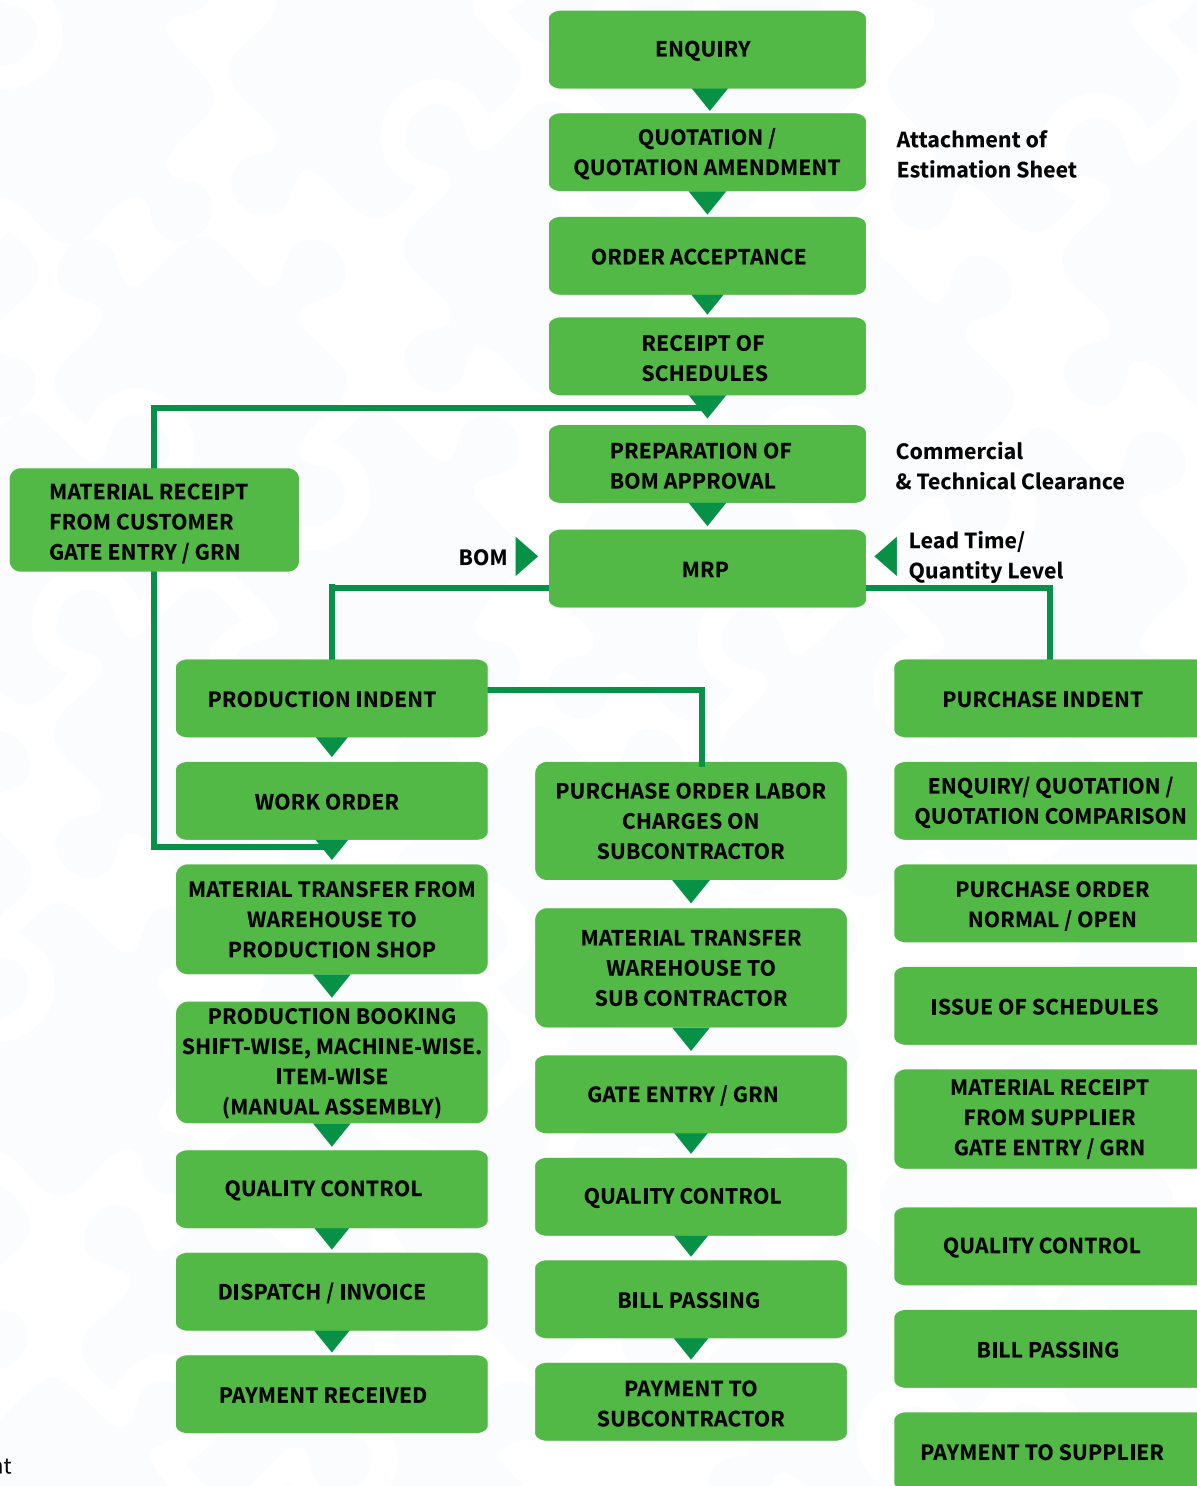 ENQUIRY
QUOTATION /
QUOTATION AMENDMENT
Attachment of
Estimation Sheet
ORDER ACCEPTANCE
RECEIPT OF
SCHEDULES
PREPARATION OF
BOM APPROVAL
Commercial
& Technical Clearance
MATERIAL RECEIPT
FROM CUSTOMER
GATE ENTRY / GRN
BOM
MRP
Lead Time/
Quantity Level
PRODUCTION INDENT
WORK ORDER
MATERIAL TRANSFER FROM
WAREHOUSE TO
PRODUCTION SHOP
PRODUCTION BOOKING
SHIFT-WISE, MACHINE-WISE.
ITEM-WISE
(MANUAL ASSEMBLY)
QUALITY CONTROL
DISPATCH / INVOICE
PAYMENT RECEIVED
PURCHASE ORDER LABOR
CHARGES ON
SUBCONTRACTOR
MATERIAL TRANSFER
WAREHOUSE TO
SUB CONTRACTOR
GATE ENTRY / GRN
QUALITY CONTROL
BILL PASSING
PAYMENT TO
SUBCONTRACTOR
PURCHASE INDENT
ENQUIRY/ QUOTATION /
QUOTATION COMPARISON
PURCHASE ORDER
NORMAL / OPEN
ISSUE OF SCHEDULES
MATERIAL RECEIPT
FROM SUPPLIER
GATE ENTRY / GRN
QUALITY CONTROL
BILL PASSING
PAYMENT TO SUPPLIER